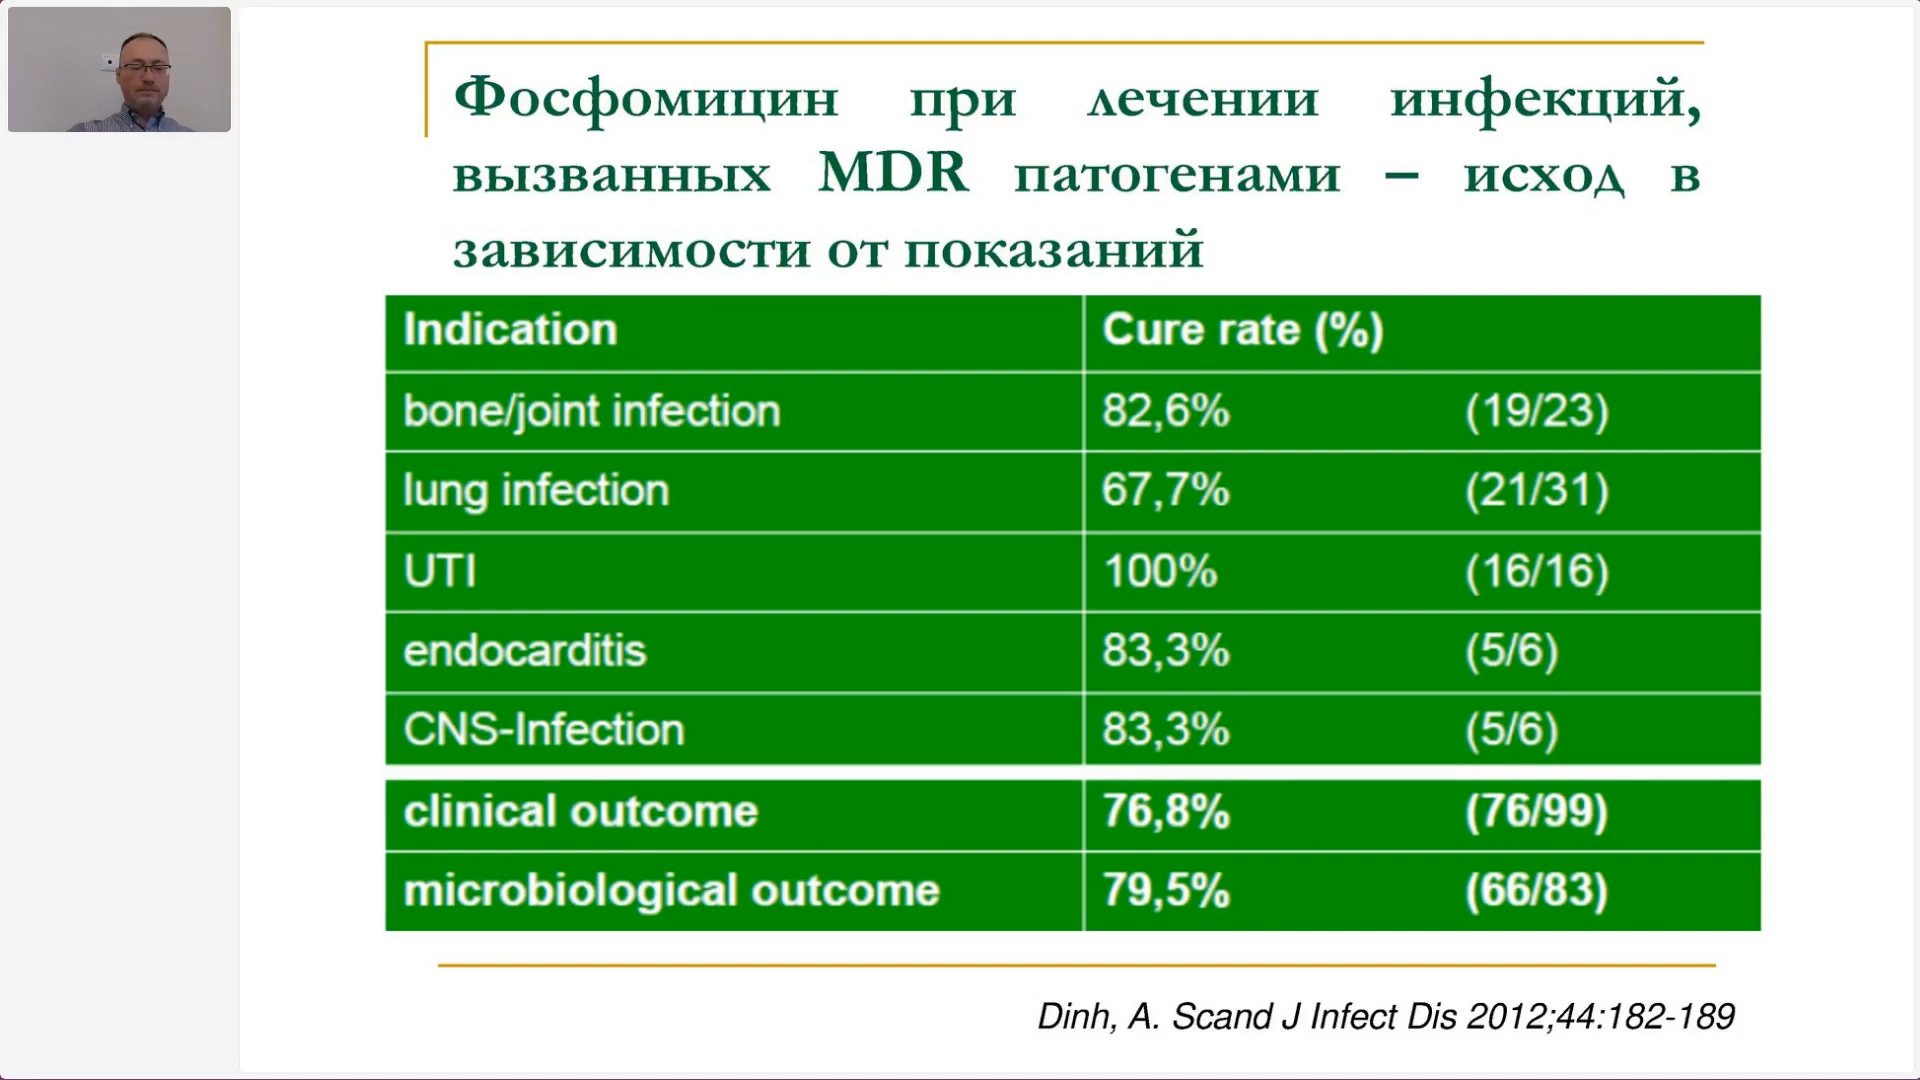 Фосфомицин при лечении инфекций,
вызванных MDR патогенами – исход в
зависимости от показаний
Indication Cure rate (%)
bone/joint infection 82,6% (19/23)
lung infection 67,7% (21/31)
UTI 100% (16/16)
endocarditis 83,3% (5/6)
CNS-Infection 83,3% (5/6)
clinical outcome 76,8% (76/99)
microbiological outcome 79,5% (66/83)
Dinh, A. Scand J Infect Dis 2012;44:182-189